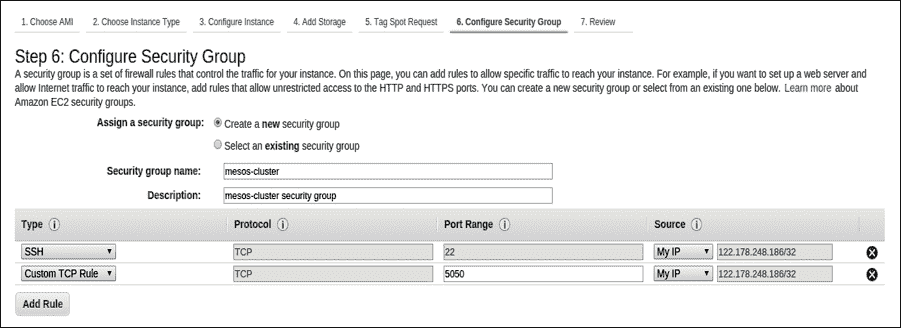 1. Choose AMI 2. Choose Instance Type 3. Configure Instance 4. Add Storage 5. Tag Spot Request 6. Configure Security Group 7. Review
Step 6: Configure Security Group
A security group is a set of firewall rules that control the traffic for your instance. On this page, you can add rules to allow specific traffic to reach your instance. For example, if you want to set up a web server and
allow Internet traffic to reach your instance, add rules that allow unrestricted access to the HTTP and HTTPS ports. You can create a new security group or select from an existing one below. Learn more about
Amazon EC2 security groups.
Assign a security group: Create a new security group
Select an existing security group
Security group name: mesos-cluster
Description: mesos-cluster security group
Type i Protocol i Port Range i Source i
SSH TCP 22 My IP 122.178.248.186/32
Custom TCP Rule TCP 5050 My IP 122.178.248.186/32
Add Rule